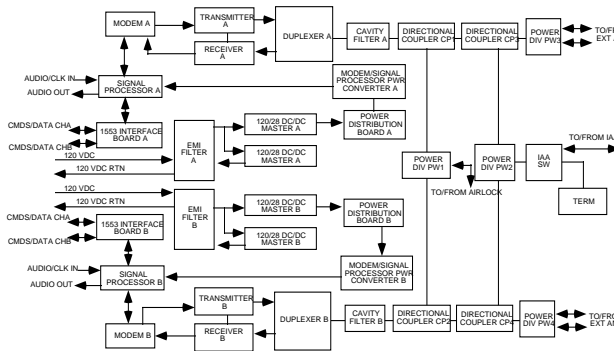 MODEM A
TRANSMITTER
A
RECEIVER
A
DUPLEXER A
CAVITY
FILTER A
DIRECTIONAL
COUPLER CP1
DIRECTIONAL
COUPLER CP3
POWER
DIV PW3
TO/FR
EXT A
AUDIO/CLK IN
AUDIO OUT
SIGNAL
PROCESSOR A
MODEM/SIGNAL
PROCESSOR PWR
CONVERTER A
CMDS/DATA CHA
CMDS/DATA CHB
1553 INTERFACE
BOARD A
EMI
FILTER
A
120/28 DC/DC
MASTER A
120/28 DC/DC
MASTER A
POWER
DISTRIBUTION
BOARD A
120 VDC
120 VDC RTN
POWER
DIV PW1
TO/FROM AIRLOCK
POWER
DIV PW2
IAA
SW
TO/FROM IA
TERM
120 VDC
120 VDC RTN
CMDS/DATA CHA
CMDS/DATA CHB
1553 INTERFACE
BOARD B
EMI
FILTER
B
120/28 DC/DC
MASTER B
120/28 DC/DC
MASTER B
POWER
DISTRIBUTION
BOARD B
AUDIO/CLK IN
AUDIO OUT
SIGNAL
PROCESSOR B
MODEM/SIGNAL
PROCESSOR PWR
CONVERTER B
MODEM B
TRANSMITTER
B
RECEIVER
B
DUPLEXER B
CAVITY
FILTER B
DIRECTIONAL
COUPLER CP2
DIRECTIONAL
COUPLER CP4
POWER
DIV PW4
TO/FR
EXT A